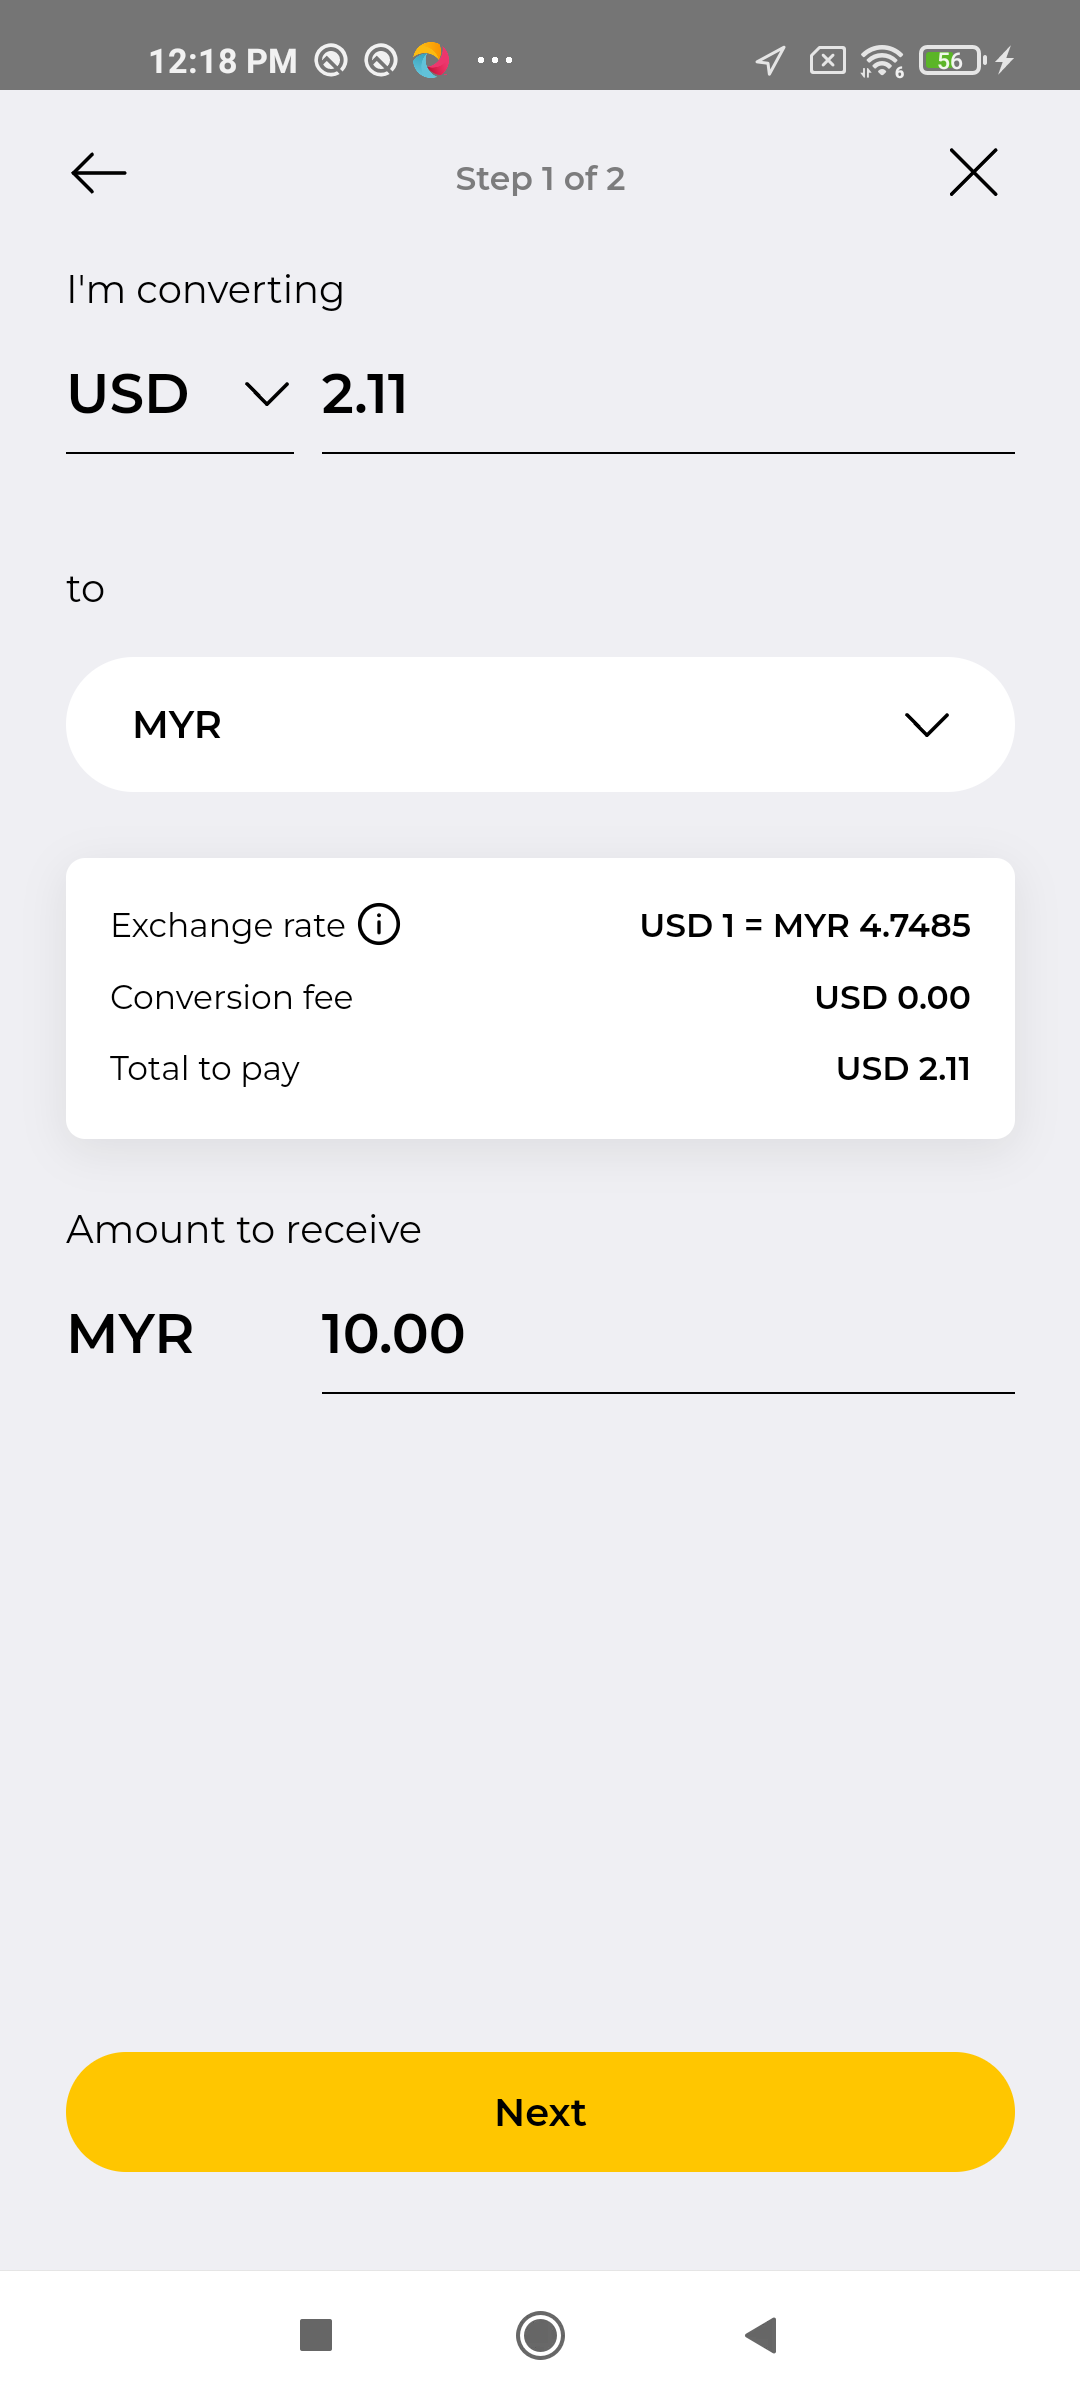 12:18 PM
6
56
Step 1 of 2
I'm converting
USD 2.11
to
MYR
Exchange rate USD 1 = MYR 4.7485
Conversion fee USD 0.00
Total to pay USD 2.11
Amount to receive
MYR 10.00
Next